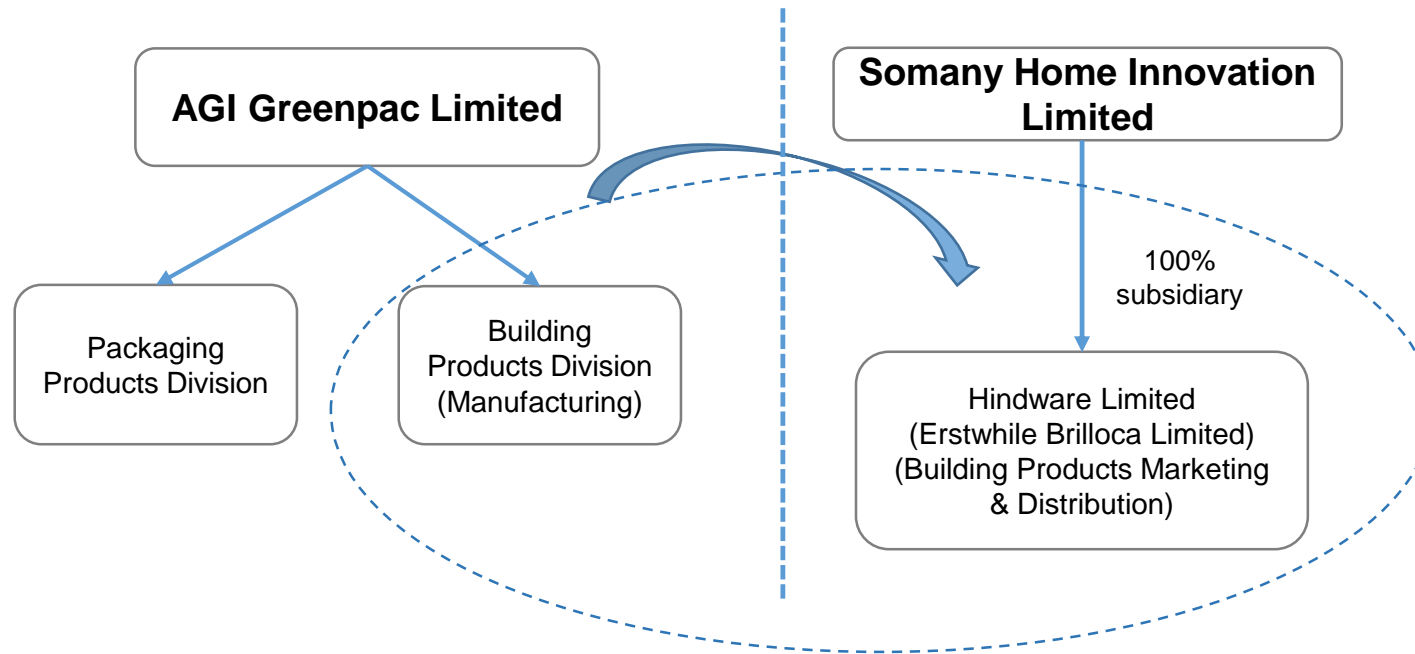 AGI Greenpac Limited
Somany Home Innovation
Limited
100%
subsidiary
Packaging
Products Division
Building
Products Division
(Manufacturing)
Hindware Limited
(Erstwhile Brilloca Limited)
(Building Products Marketing
& Distribution)